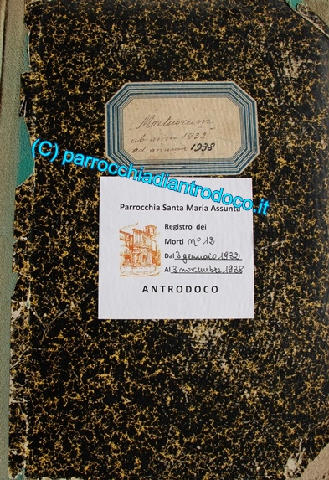 Mortuorum
ab anno 1932
ad annum 1938
(C) parrocchiadiantrodoco.it
Parrocchia Santa Maria Assunta
Registro dei
Morti n° 13
Dal 3 gennaio 1932
Al 3 novembre 1938
ANTRODOCO